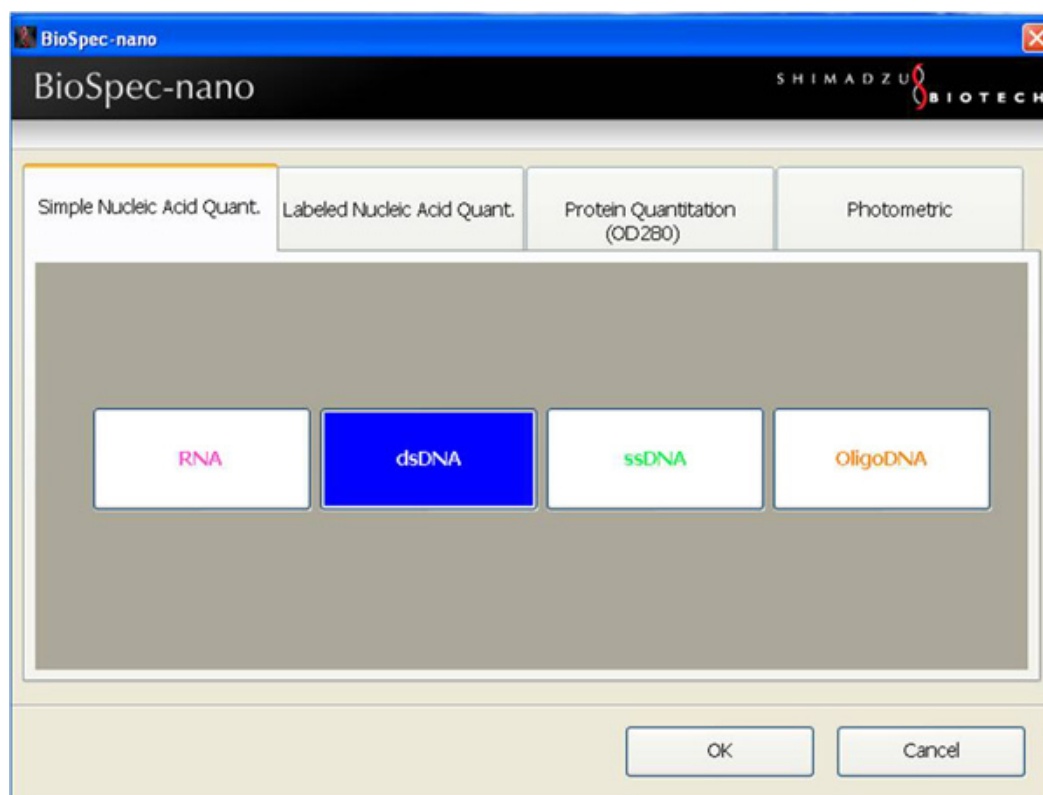 BioSpec-nano
BioSpec-nano
SHIMADZU
BIOTECH
Simple Nucleic Acid Quant.
Labeled Nucleic Acid Quant.
Protein Quantitation
(OD280)
Photometric
RNA
dsDNA
ssDNA
OligoDNA
OK
Cancel